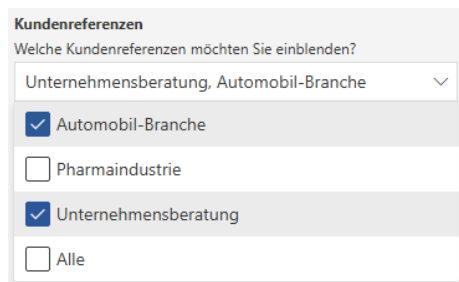 Kundenreferenzen
Welche Kundenreferenzen möchten Sie einblenden?
Unternehmensberatung, Automobil-Branche
Automobil-Branche
Pharmaindustrie
Unternehmensberatung
Alle